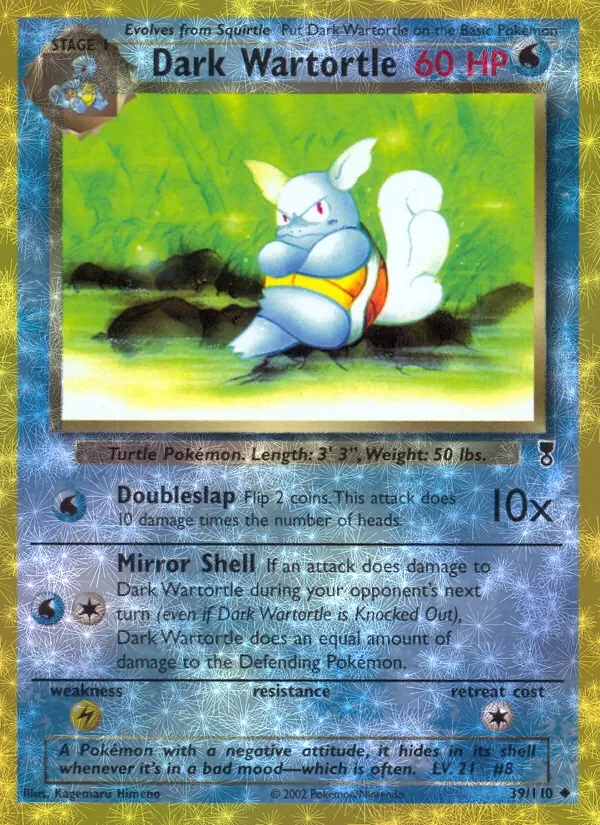 Evolves from Squirtle Put Dark Wartortle on the Basic Pokémon
STAGE 1
Dark Wartortle 60 HP
Turtle Pokémon. Length: 3' 3", Weight: 50 lbs.
Doubleslap Flip 2 coins. This attack does
10 damage times the number of heads.
10x
Mirror Shell If an attack does damage to
Dark Wartortle during your opponent's next
turn (even if Dark Wartortle is Knocked Out),
Dark Wartortle does an equal amount of
damage to the Defending Pokémon.
weakness resistance retreat cost
A Pokémon with a negative attitude, it hides in its shell
whenever it's in a bad mood—which is often. LV. 21 #8
Illus. Kagemaru Himeno © 2002 Pokémon/Nintendo 39/110